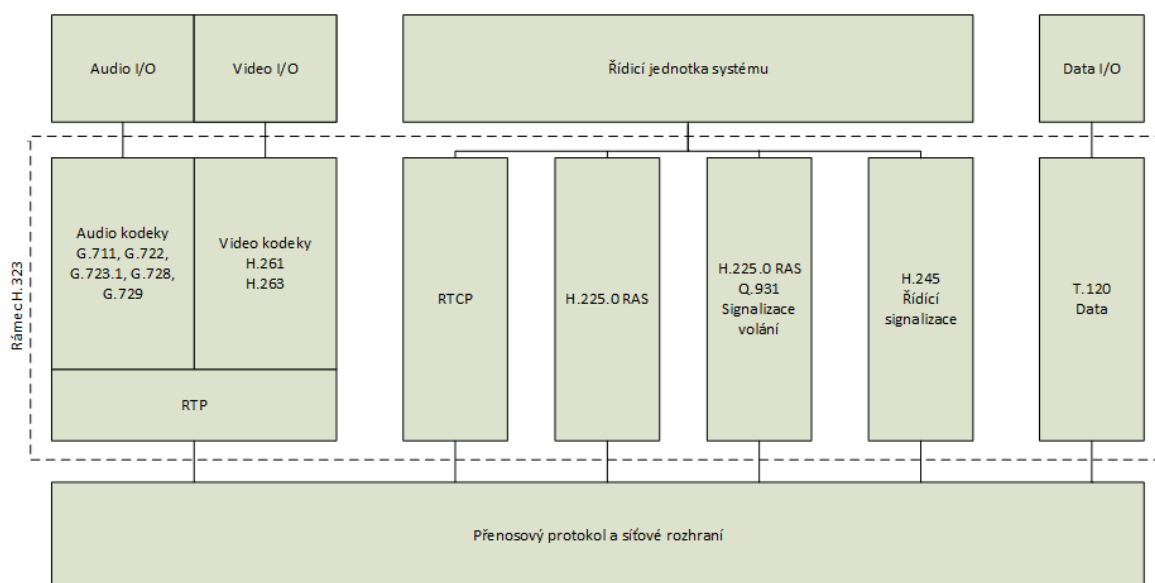 Audio I/O
Video I/O
Řídicí jednotka systému
Data I/O
Rámec H.323
Audio kodeky
G.711, G.722,
G.723.1, G.728,
G.729
Video kodeky
H.261
H.263
RTP
RTCP
H.225.0 RAS
H.225.0 RAS
Q.931
Signalizace
volání
H.245
Řídící
signalizace
T.120
Data
Přenosový protokol a síťové rozhraní